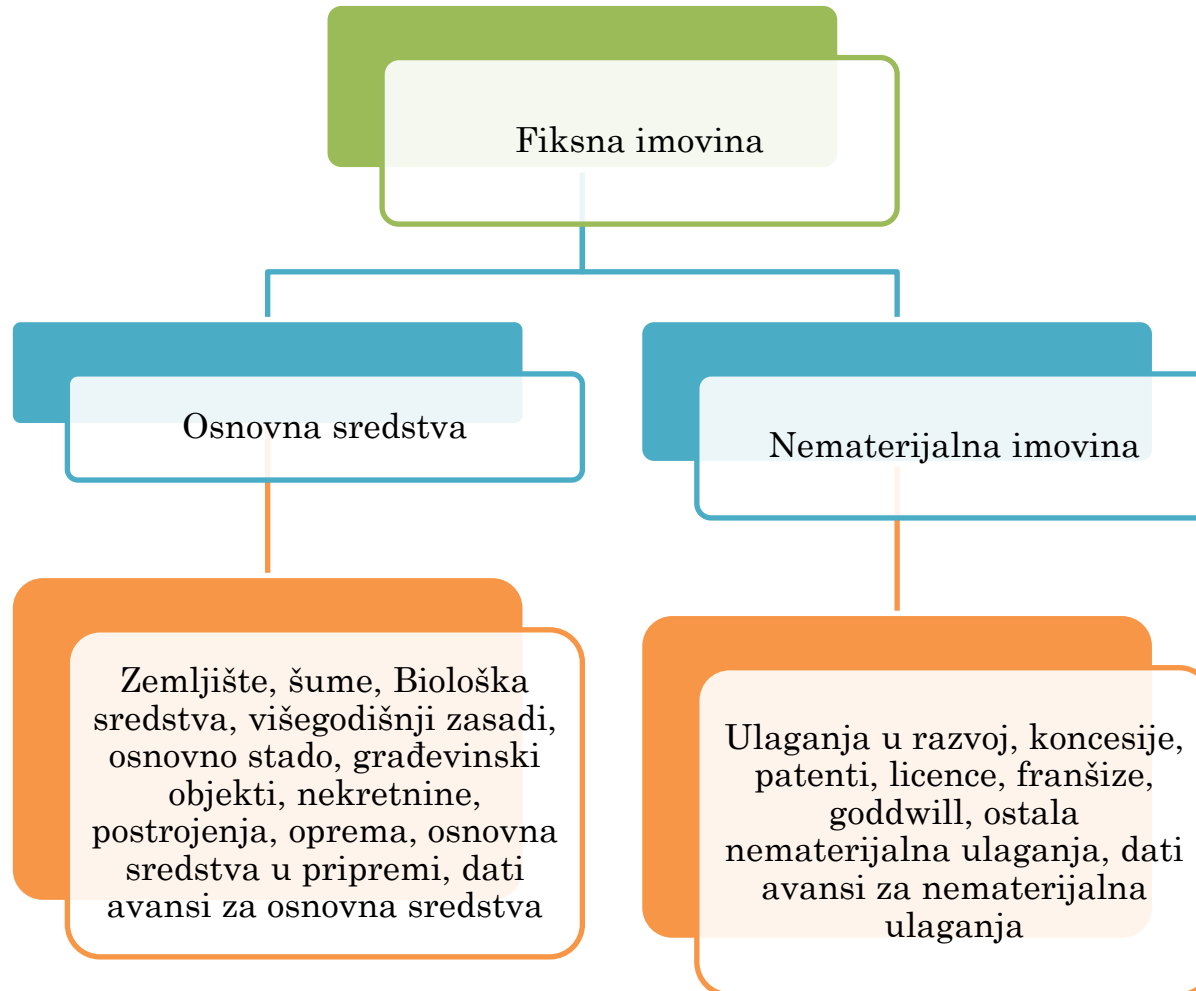 Fiksna imovina
Osnovna sredstva
Nematerijalna imovina
Zemljište, šume, Biološka
sredstva, višegodišnji zasadi,
osnovno stado, građevinski
objekti, nekretnine,
postrojenja, oprema, osnovna
sredstva u pripremi, dati
avansi za osnovna sredstva
Ulaganja u razvoj, koncesije,
patenti, licence, franšize,
goddwill, ostala
nematerijalna ulaganja, dati
avansi za nematerijalna
ulaganja